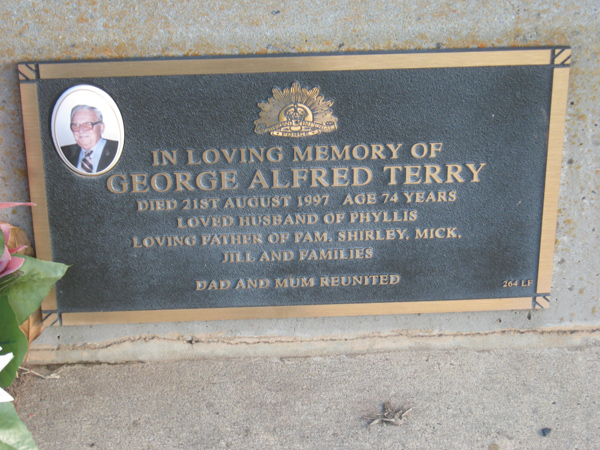 IN LOVING MEMORY OF
GEORGE ALFRED TERRY
DIED 21ST AUGUST 1997 AGE 74 YEARS
LOVED HUSBAND OF PHYLLIS
LOVING FATHER OF PAM, SHIRLEY, MICK,
JILL AND FAMILIES
DAD AND MUM REUNITED
264 LF